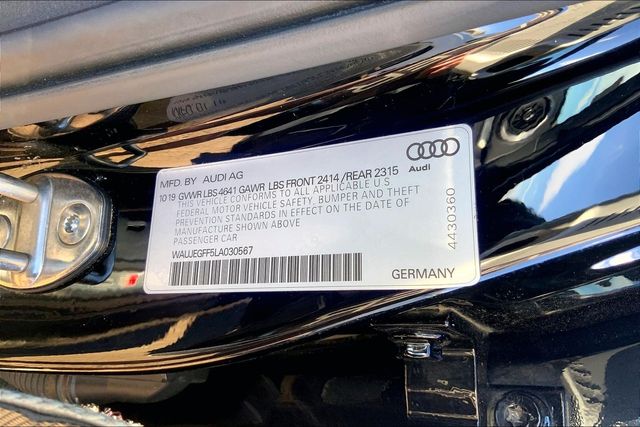 MFD. BY AUDI AG
10 19 GVWR LBS 4641 GAWR LBS FRONT 2414 / REAR 2315
THIS VEHICLE CONFORMS TO ALL APPLICABLE U.S
FEDERAL MOTOR VEHICLE SAFETY, BUMPER, AND THEFT
PREVENTION STANDARDS IN EFFECT ON THE DATE OF
MANUFACTURE SHOWN ABOVE
PASSENGER CAR
WAUJEGFF5LA030567
GERMANY
Audi
4430360